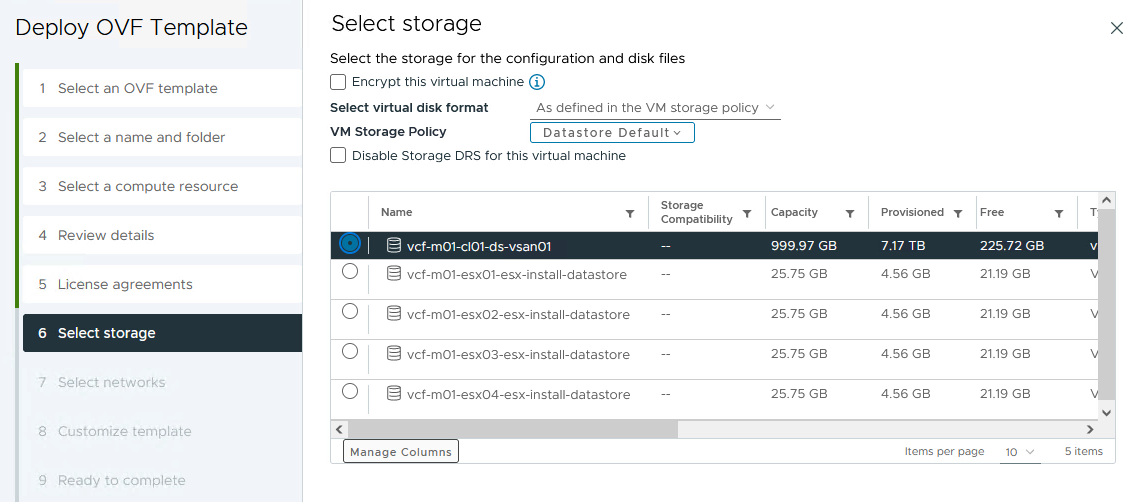 Deploy OVF Template
1 Select an OVF template
2 Select a name and folder
3 Select a compute resource
4 Review details
5 License agreements
6 Select storage
7 Select networks
8 Customize template
9 Ready to complete
Select storage
Select the storage for the configuration and disk files
Encrypt this virtual machine
Select virtual disk format As defined in the VM storage policy
VM Storage Policy Datastore Default
Disable Storage DRS for this virtual machine
Name Storage Compatibility Capacity Provisioned Free T
vcf-m01-cl01-ds-vsan01 -- 999.97 GB 7.17 TB 225.72 GB v
vcf-m01-esx01-esx-install-datastore -- 25.75 GB 4.56 GB 21.19 GB V
vcf-m01-esx02-esx-install-datastore -- 25.75 GB 4.56 GB 21.19 GB V
vcf-m01-esx03-esx-install-datastore -- 25.75 GB 4.56 GB 21.19 GB V
vcf-m01-esx04-esx-install-datastore -- 25.75 GB 4.56 GB 21.19 GB V
Manage Columns Items per page 10 5 items